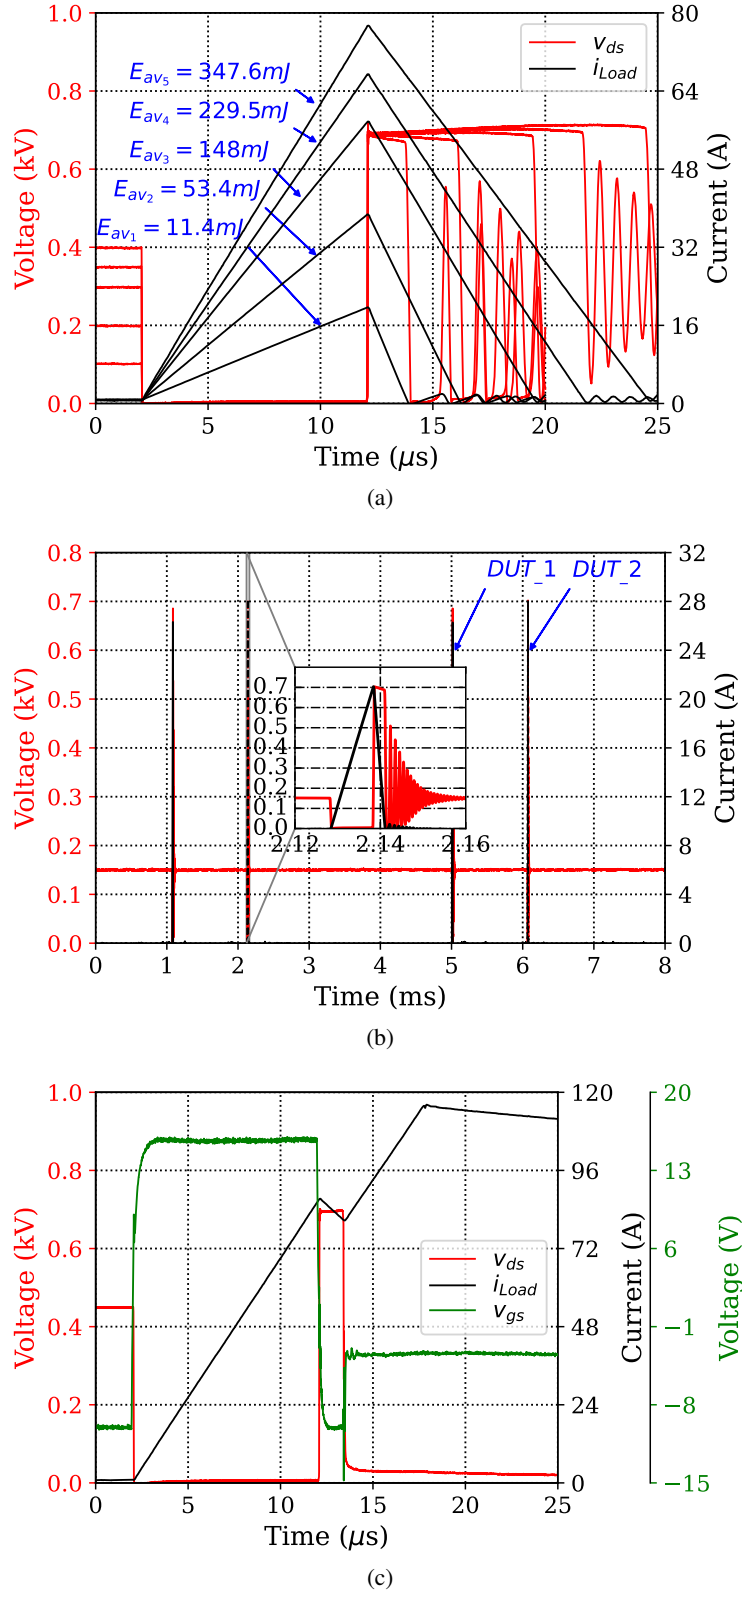 1.0
0.8
0.6
0.4
0.2
0.0
Voltage (kV)
80
64
48
32
16
0
Current (A)
v_ds
i_Load
E_av₅ = 347.6mJ
E_av₄ = 229.5mJ
E_av₃ = 148mJ
E_av₂ = 53.4mJ
E_av₁ = 11.4mJ
0 5 10 15 20 25
Time (μs)
(a)
0.8
0.7
0.6
0.5
0.4
0.3
0.2
0.1
0.0
Voltage (kV)
32
28
24
20
16
12
8
4
0
Current (A)
DUT_1 DUT_2
0.7
0.6
0.5
0.4
0.3
0.2
0.1
0.0
2.12 2.14 2.16
0 1 2 3 4 5 6 7 8
Time (ms)
(b)
1.0
0.8
0.6
0.4
0.2
0.0
Voltage (kV)
120
96
72
48
24
0
Current (A)
20
13
6
−1
−8
−15
Voltage (V)
v_ds
i_Load
v_gs
0 5 10 15 20 25
Time (μs)
(c)